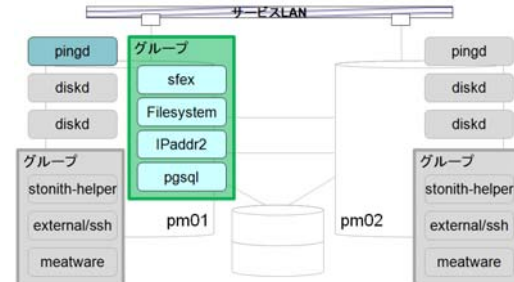 サービスLAN
pingd
diskd
diskd
グループ
stonith-helper
external/ssh
meatware
グループ
sfex
Filesystem
IPaddr2
pgsql
pm01
pm02
pingd
diskd
diskd
グループ
stonith-helper
external/ssh
meatware